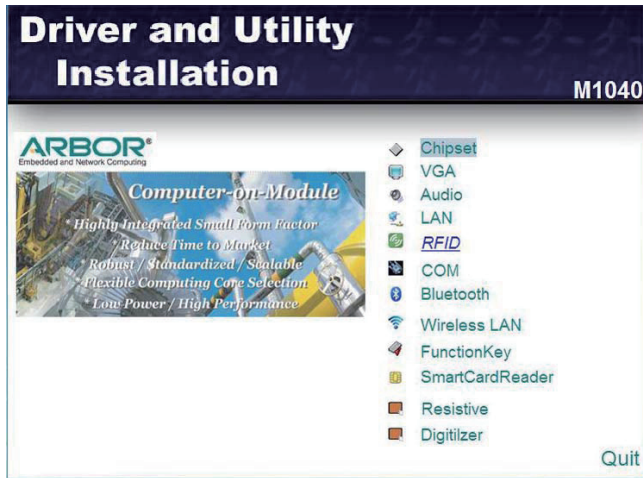 Driver and Utility
Installation
M1040
ARBOR®
Embedded and Network Computing
Computer-on-Module
* Highly Integrated Small Form Factor
* Reduce Time to Market
* Robust / Standardized / Scalable
* Flexible Computing Core Selection
* Low Power / High Performance
Chipset
VGA
Audio
LAN
RFID
COM
Bluetooth
Wireless LAN
FunctionKey
SmartCardReader
Resistive
Digitilzer
Quit